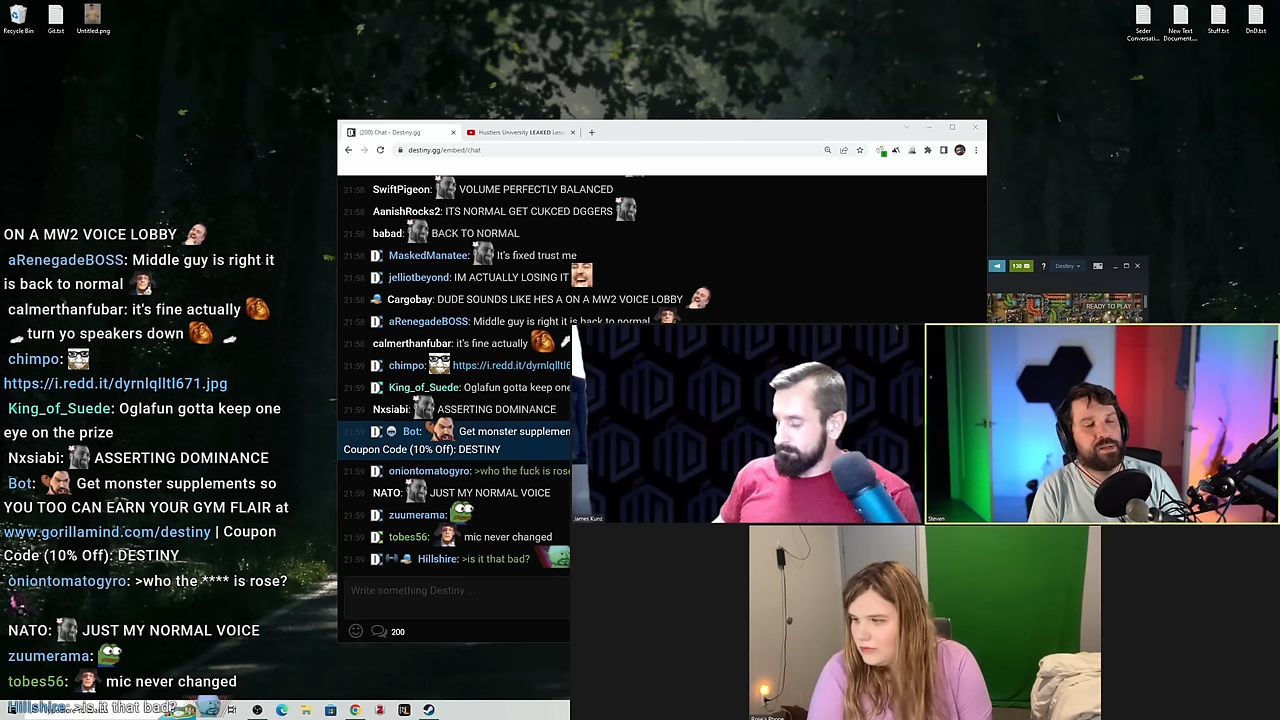 Recycle Bin
Git.txt
Untitled.png
Seder Conversati...
New Text Document....
Stuff.txt
DnD.txt
(200) Chat - Destiny.gg
Hustlers University LEAKED Less
destiny.gg/embed/chat
21:58 SwiftPigeon: VOLUME PERFECTLY BALANCED
21:58 AanishRocks2: ITS NORMAL GET CUKCED DGGERS
21:58 babad: BACK TO NORMAL
21:58 MaskedManatee: It's fixed trust me
21:58 jelliotbeyond: IM ACTUALLY LOSING IT
21:58 Cargobay: DUDE SOUNDS LIKE HES A ON A MW2 VOICE LOBBY
21:58 aRenegadeBOSS: Middle guy is right it is back to normal
21:58 calmerthanfubar: it's fine actually
21:58 chimpo: https://i.redd.it/dyrnlqlltl6
21:59 King_of_Suede: Oglafun gotta keep one
21:59 Nxsiabi: ASSERTING DOMINANCE
21:59 Bot: Get monster supplemen
Coupon Code (10% Off): DESTINY
21:59 oniontomatogyro: >who the fuck is rose
21:59 NATO: JUST MY NORMAL VOICE
21:59 zuumerama:
21:59 tobes56: mic never changed
21:59 Hillshire: >is it that bad?
Write something Destiny ...
200
138
?
Destiny
READY TO PLAY
James Kunz
Steven
Rose's Phone
ON A MW2 VOICE LOBBY
aRenegadeBOSS: Middle guy is right it
is back to normal
calmerthanfubar: it's fine actually
turn yo speakers down
chimpo:
https://i.redd.it/dyrnlqlltl671.jpg
King_of_Suede: Oglafun gotta keep one
eye on the prize
Nxsiabi: ASSERTING DOMINANCE
Bot: Get monster supplements so
YOU TOO CAN EARN YOUR GYM FLAIR at
www.gorillamind.com/destiny | Coupon
Code (10% Off): DESTINY
oniontomatogyro: >who the **** is rose?
NATO: JUST MY NORMAL VOICE
zuumerama:
tobes56: mic never changed
Hillshire: >is it that bad?